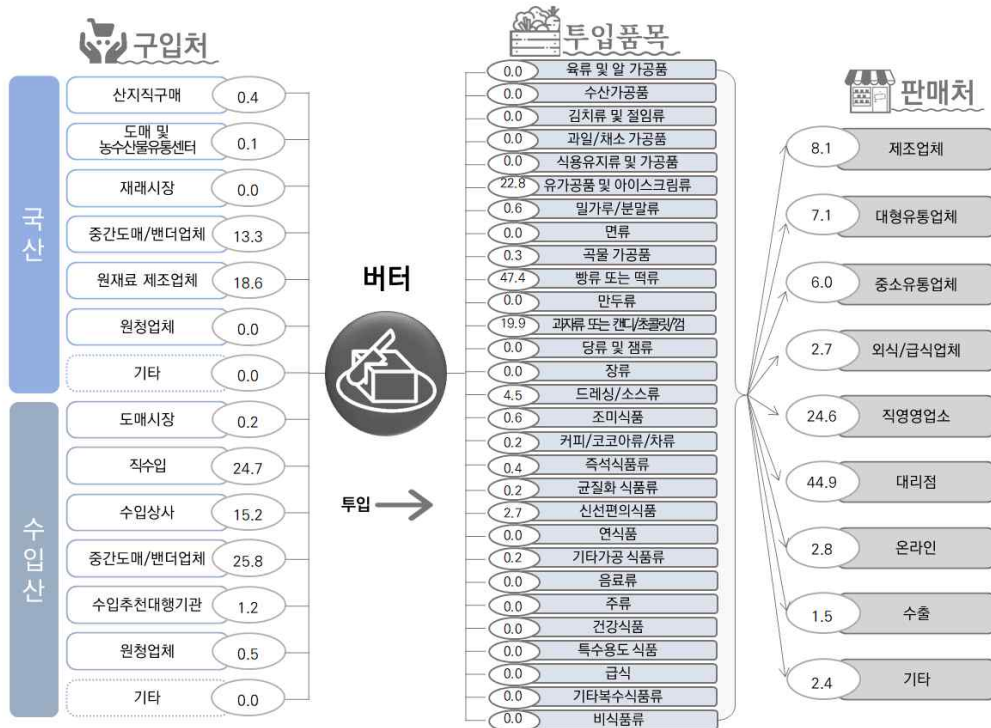 구입처
국산
산지직구매 0.4
도매 및
농수산물유통센터 0.1
재래시장 0.0
중간도매/밴더업체 13.3
원재료 제조업체 18.6
원청업체 0.0
기타 0.0
수입산
도매시장 0.2
직수입 24.7
수입상사 15.2
중간도매/밴더업체 25.8
수입추천대행기관 1.2
원청업체 0.5
기타 0.0
버터
투입
투입품목
0.0 육류 및 알 가공품
0.0 수산가공품
0.0 김치류 및 절임류
0.0 과일/채소 가공품
0.0 식용유지류 및 가공품
22.8 유가공품 및 아이스크림류
0.6 밀가루/분말류
0.0 면류
0.3 곡물 가공품
47.4 빵류 또는 떡류
0.0 만두류
19.9 과자류 또는 캔디/초콜릿/껌
0.0 당류 및 잼류
0.0 장류
4.5 드레싱/소스류
0.6 조미식품
0.2 커피/코코아류/차류
0.4 즉석식품류
0.2 균질화 식품류
2.7 신선편의식품
0.0 연식품
0.2 기타가공 식품류
0.0 음료류
0.0 주류
0.0 건강식품
0.0 특수용도 식품
0.0 급식
0.0 기타복수식품류
0.0 비식품류
판매처
8.1 제조업체
7.1 대형유통업체
6.0 중소유통업체
2.7 외식/급식업체
24.6 직영영업소
44.9 대리점
2.8 온라인
1.5 수출
2.4 기타